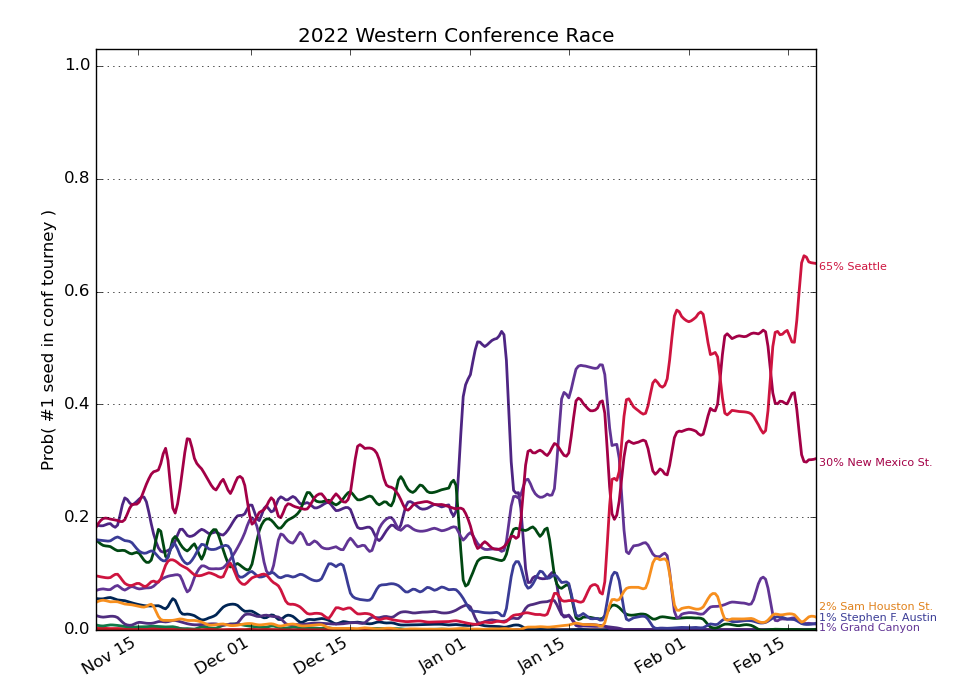 2022 Western Conference Race
Prob( #1 seed in conf tourney )
1.0
0.8
0.6
0.4
0.2
0.0
Nov 15
Dec 01
Dec 15
Jan 01
Jan 15
Feb 01
Feb 15
65% Seattle
30% New Mexico St.
2% Sam Houston St.
1% Stephen F. Austin
1% Grand Canyon